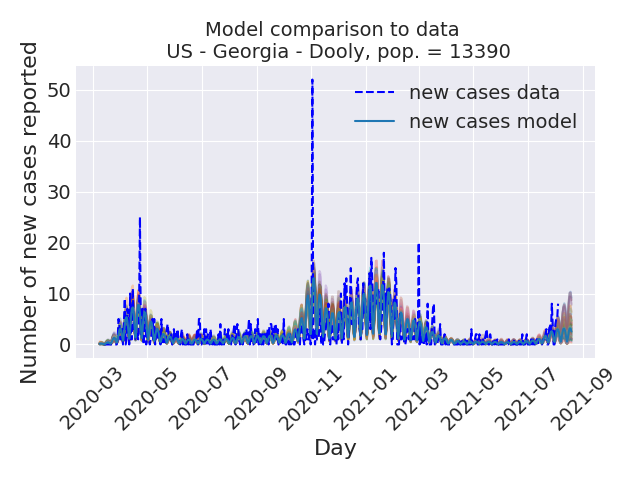 Model comparison to data
US - Georgia - Dooly, pop. = 13390
Number of new cases reported
50
40
30
20
10
0
new cases data
new cases model
2020-03
2020-05
2020-07
2020-09
2020-11
2021-01
2021-03
2021-05
2021-07
2021-09
Day